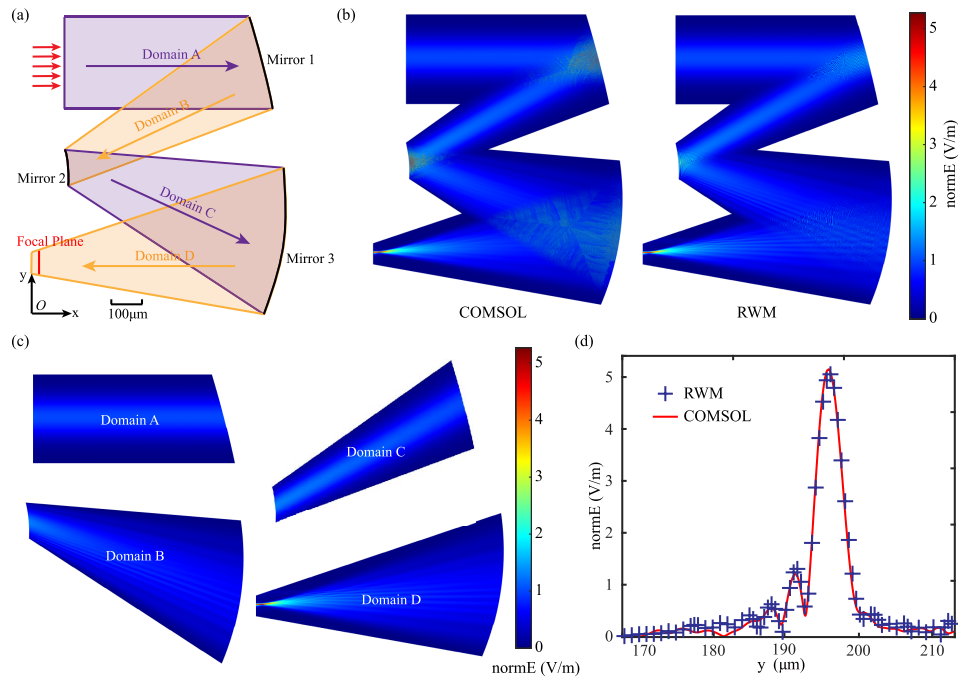 (a)
Domain A
Mirror 1
Domain B
Mirror 2
Domain C
Focal Plane
Domain D
Mirror 3
y
O
x
100μm
(b)
COMSOL
RWM
5
4
3
2
1
0
normE (V/m)
(c)
Domain A
Domain C
Domain B
Domain D
5
4
3
2
1
0
normE (V/m)
(d)
RWM
COMSOL
5
4
3
2
1
0
normE (V/m)
170
180
190
200
210
y (μm)